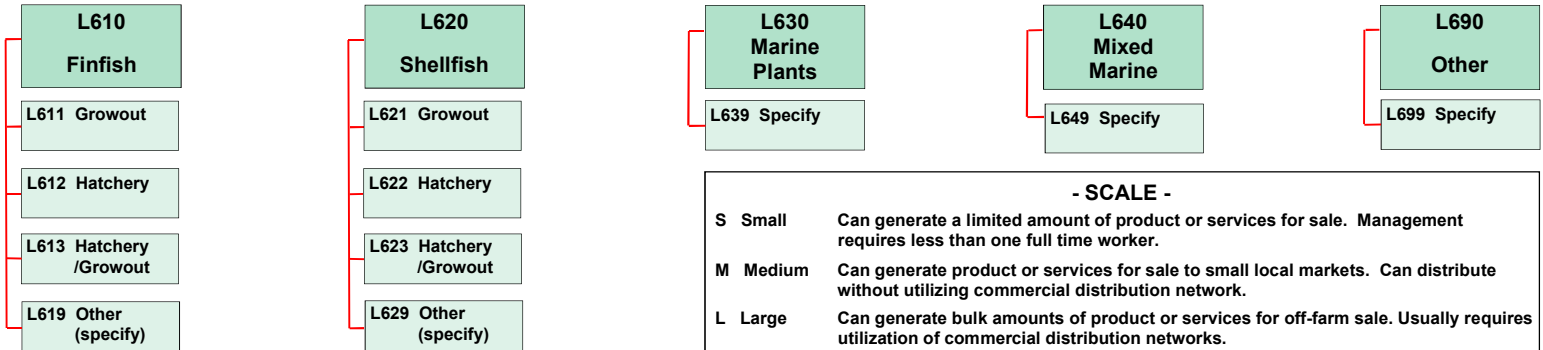 L610
Finfish
L611 Growout
L612 Hatchery
L613 Hatchery
/Growout
L619 Other
(specify)
L620
Shellfish
L621 Growout
L622 Hatchery
L623 Hatchery
/Growout
L629 Other
(specify)
L630
Marine
Plants
L639 Specify
L640
Mixed
Marine
L649 Specify
L690
Other
L699 Specify
- SCALE -
S Small Can generate a limited amount of product or services for sale. Management
requires less than one full time worker.
M Medium Can generate product or services for sale to small local markets. Can distribute
without utilizing commercial distribution network.
L Large Can generate bulk amounts of product or services for off-farm sale. Usually requires
utilization of commercial distribution networks.